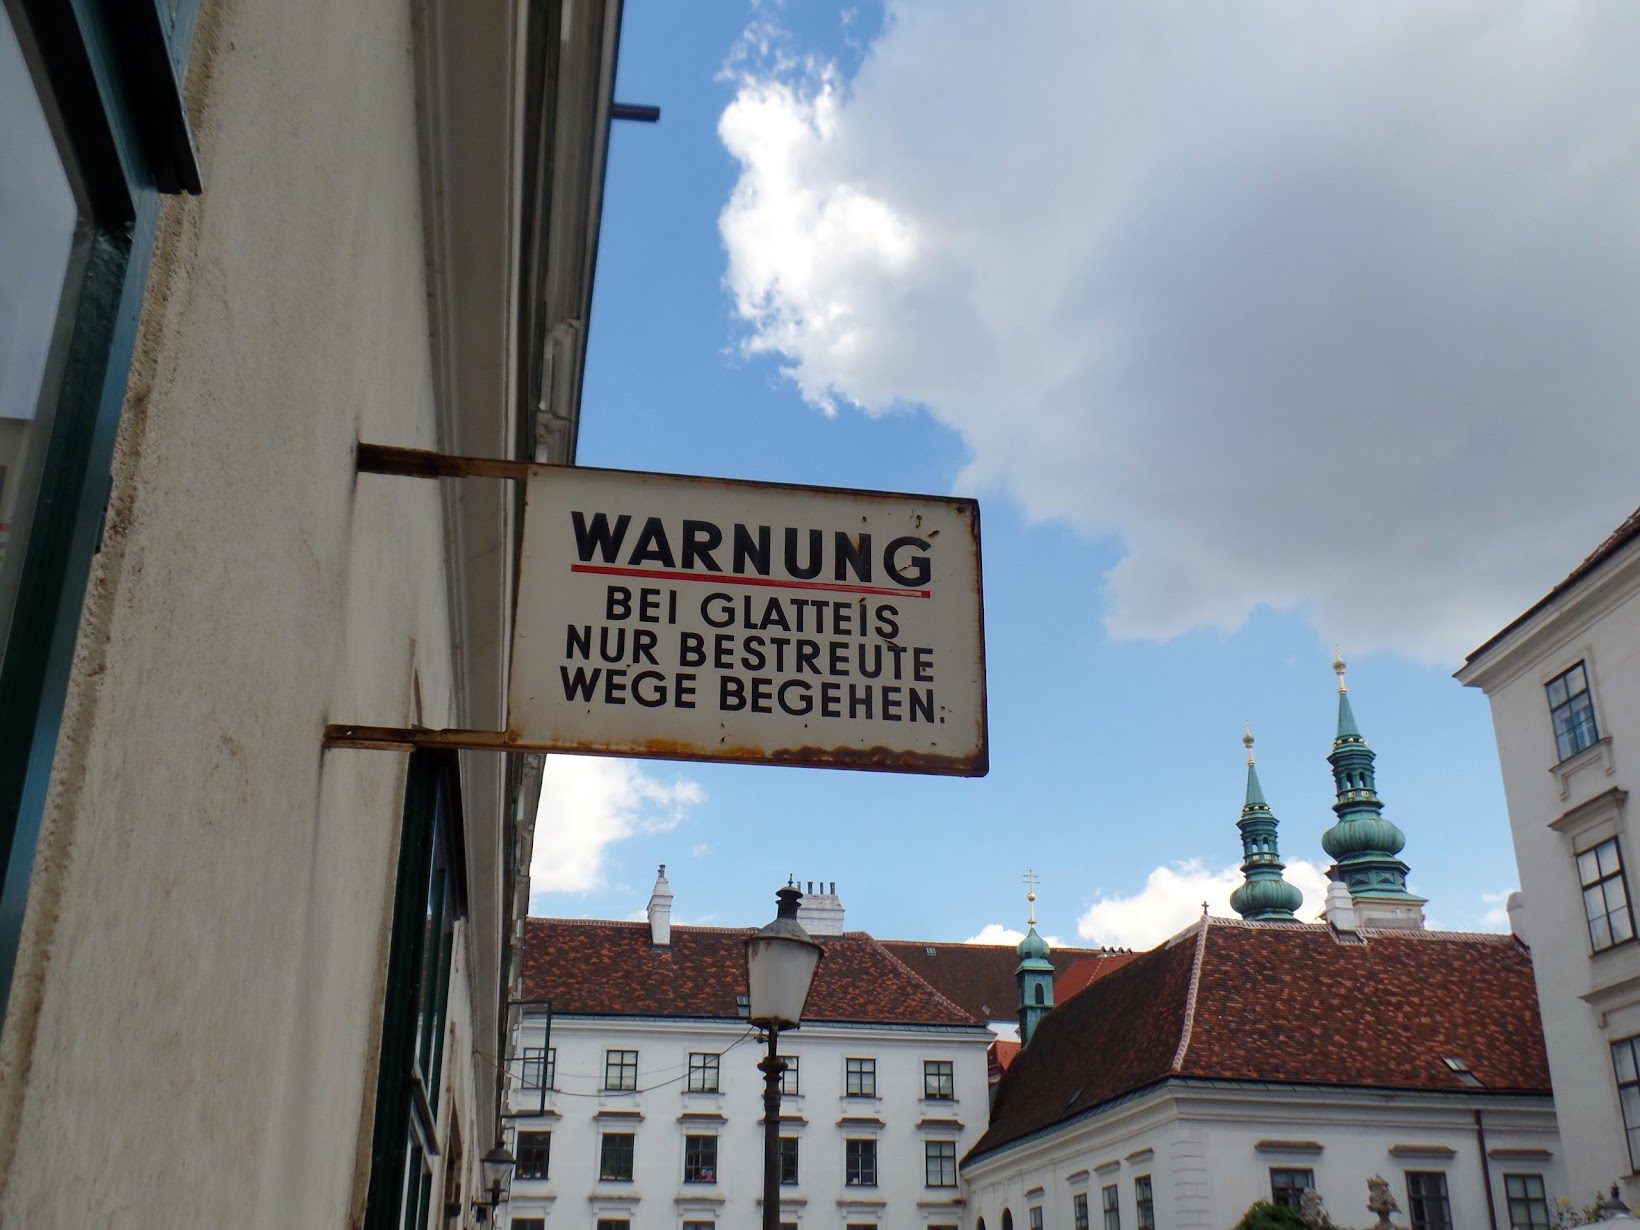 WARNUNG
BEI GLATTEIS
NUR BESTREUTE
WEGE BEGEHEN.